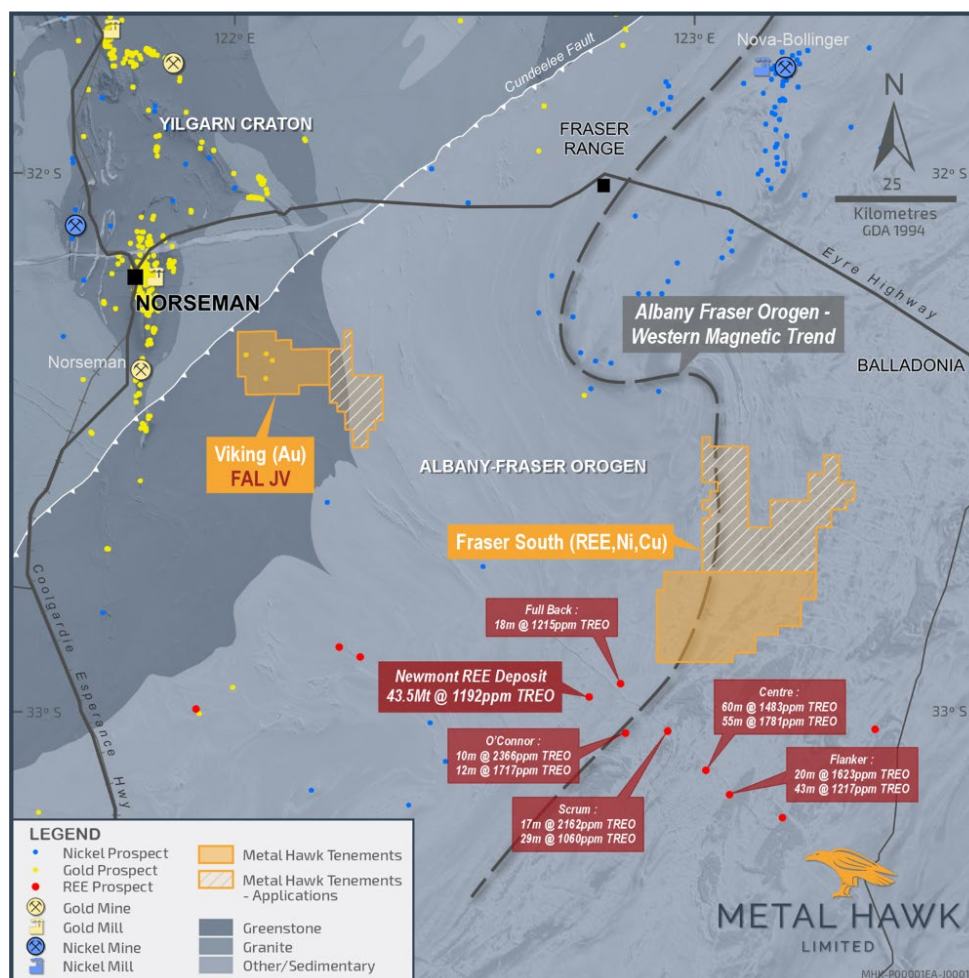 122° E
123° E
Nova-Bollinger
Cundeelee Fault
YILGARN CRATON
N
FRASER
RANGE
32° S
32° S
25
Kilometres
GDA 1994
Eyre Highway
NORSEMAN
Albany Fraser Orogen -
Western Magnetic Trend
Norseman
BALLADONIA
Viking (Au)
FAL JV
ALBANY-FRASER OROGEN
Fraser South (REE,Ni,Cu)
Coolgardie Esperance Hwy
Full Back :
18m @ 1215ppm TREO
Newmont REE Deposit
43.5Mt @ 1192ppm TREO
Centre :
60m @ 1483ppm TREO
55m @ 1781ppm TREO
33° S
33° S
O'Connor :
10m @ 2366ppm TREO
12m @ 1717ppm TREO
Flanker :
20m @ 1623ppm TREO
43m @ 1217ppm TREO
Scrum :
17m @ 2162ppm TREO
29m @ 1060ppm TREO
LEGEND
Nickel Prospect
Gold Prospect
REE Prospect
Gold Mine
Gold Mill
Nickel Mine
Nickel Mill
Metal Hawk Tenements
Metal Hawk Tenements
- Applications
Greenstone
Granite
Other/Sedimentary
METAL HAWK
LIMITED
MHK-P00001EA-J0001